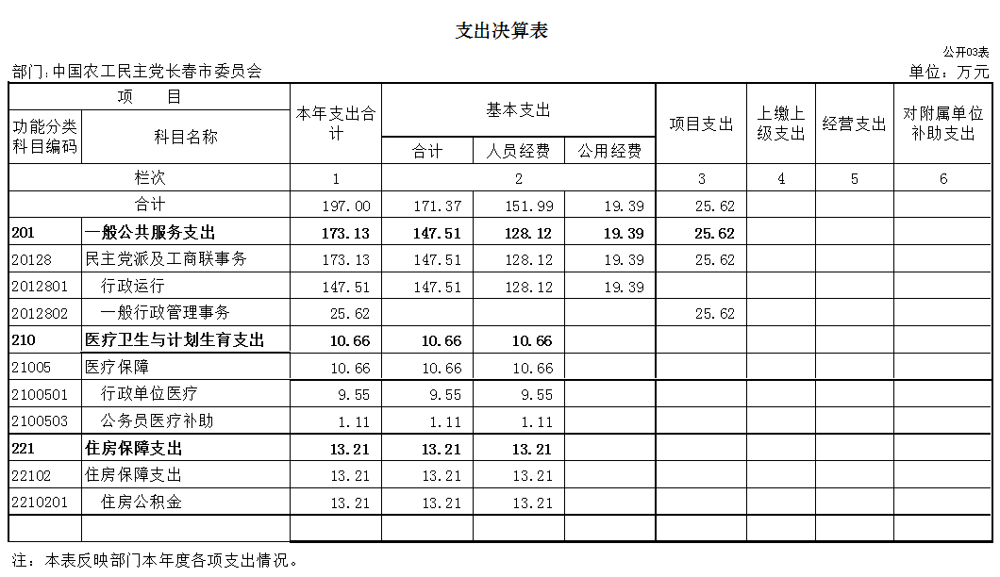 支出决算表
公开03表
部门:中国农工民主党长春市委员会 单位：万元
项 目 本年支出合计 基本支出 项目支出 上缴上级支出 经营支出 对附属单位补助支出
功能分类科目编码 科目名称 合计 人员经费 公用经费
栏次 1 2 3 4 5 6
合计 197.00 171.37 151.99 19.39 25.62
201 一般公共服务支出 173.13 147.51 128.12 19.39 25.62
20128 民主党派及工商联事务 173.13 147.51 128.12 19.39 25.62
2012801 行政运行 147.51 147.51 128.12 19.39
2012802 一般行政管理事务 25.62 25.62
210 医疗卫生与计划生育支出 10.66 10.66 10.66
21005 医疗保障 10.66 10.66 10.66
2100501 行政单位医疗 9.55 9.55 9.55
2100503 公务员医疗补助 1.11 1.11 1.11
221 住房保障支出 13.21 13.21 13.21
22102 住房保障支出 13.21 13.21 13.21
2210201 住房公积金 13.21 13.21 13.21
注：本表反映部门本年度各项支出情况。